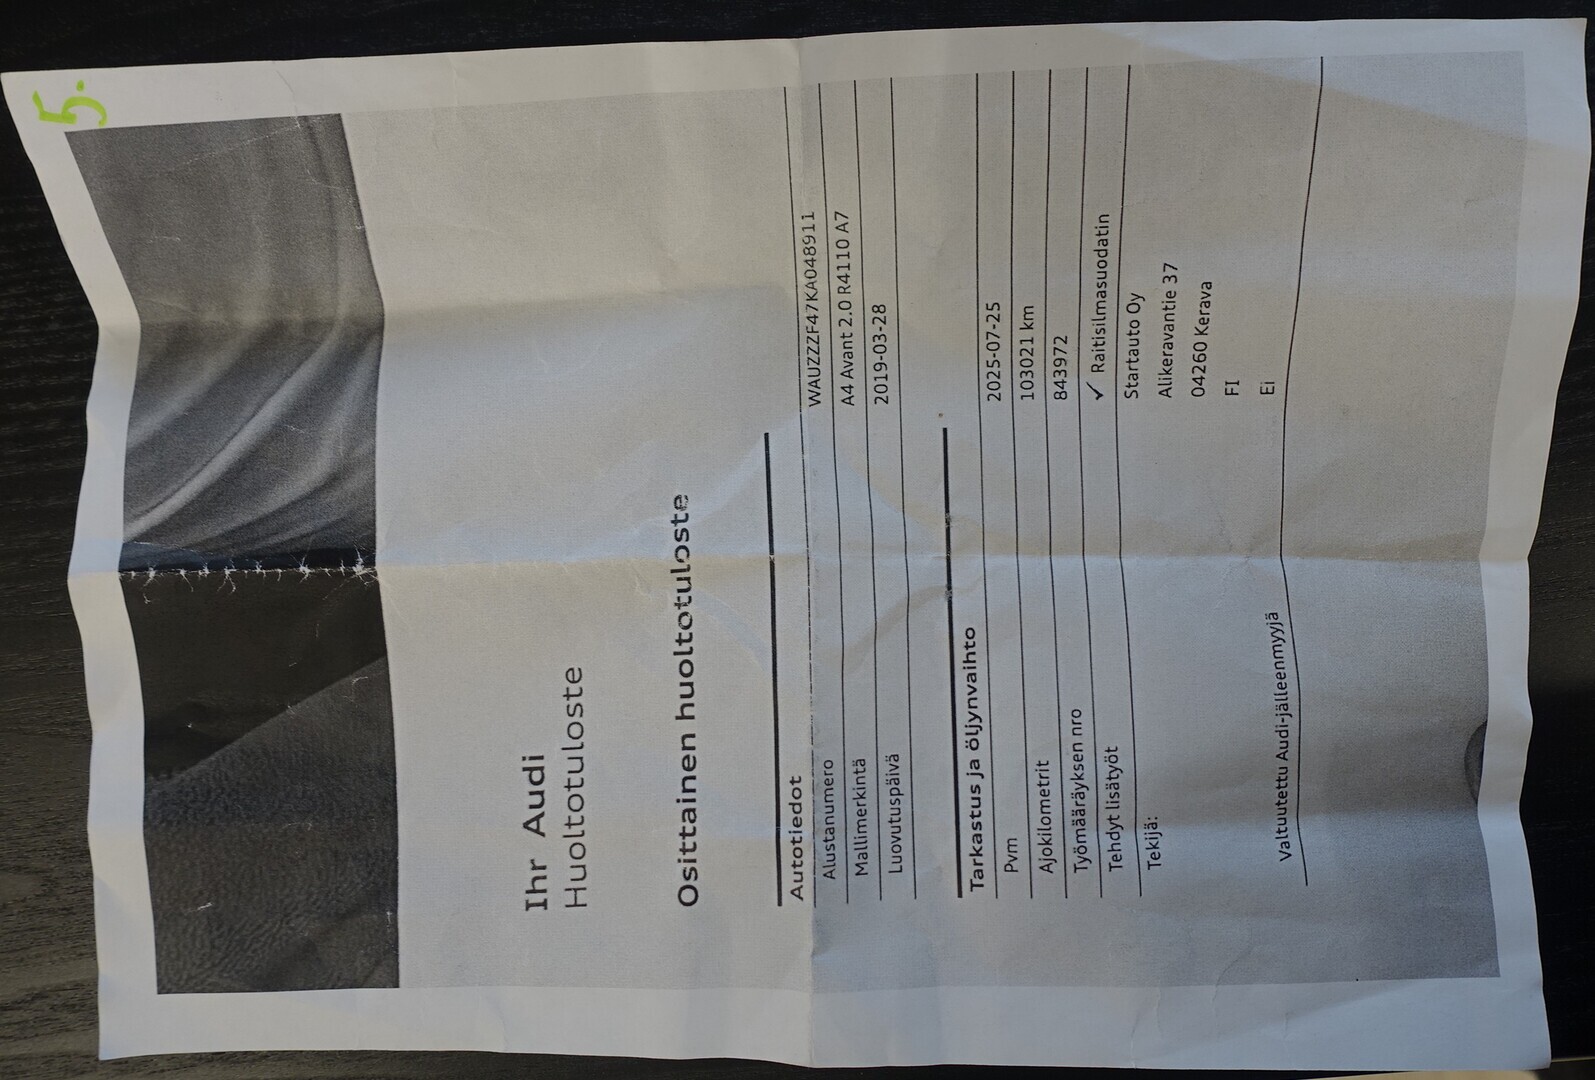 5.
Ihr Audi
Huoltotuloste
Osittainen huoltotuloste
Autotiedot
Alustanumero WAUZZZF47KA048911
Mallimerkintä A4 Avant 2.0 R4110 A7
Luovutuspäivä 2019-03-28
Tarkastus ja öljynvaihto
Pvm 2025-07-25
Ajokilometrit 103021 km
Työmääräyksen nro 843972
Tehdyt lisätyöt ✓ Raitisilmasuodatin
Tekijä: Startauto Oy
Alikeravantie 37
04260 Kerava
FI
Valtuutettu Audi-jälleenmyyjä Ei